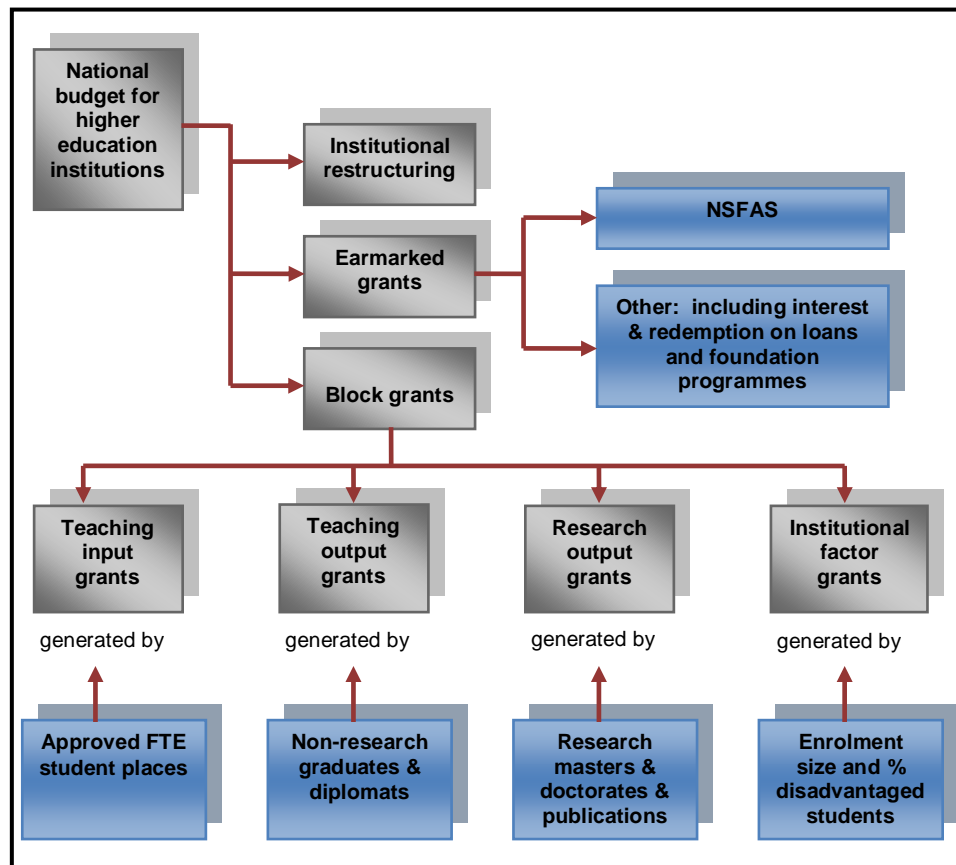 National
budget for
higher
education
institutions
Institutional
restructuring
NSFAS
Earmarked
grants
Other:  including interest
& redemption on loans
and foundation
programmes
Block grants
Teaching
input
grants
Teaching
output
grants
Research
output
grants
Institutional
factor
grants
generated by
generated by
generated by
generated by
Approved FTE
student places
Non-research
graduates &
diplomats
Research
masters &
doctorates &
publications
Enrolment
size and %
disadvantaged
students